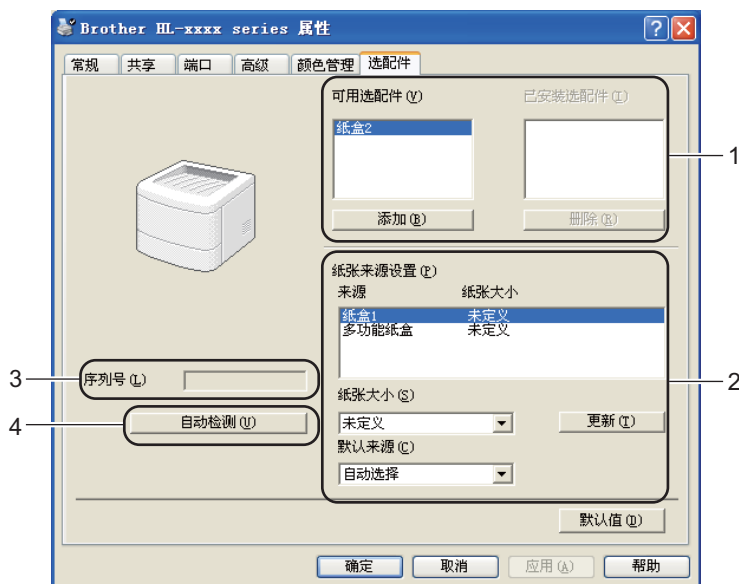 Brother HL-xxxx series 属性
常规 共享 端口 高级 颜色管理 选配件
可用选配件(V) 已安装选配件(I)
纸盒2
1
添加(B) 删除(R)
纸张来源设置(P)
来源 纸张大小
纸盒1 未定义
多功能纸盒 未定义
3 序列号(L)
2
纸张大小(S)
4 自动检测(U)
未定义 更新(T)
默认来源(C)
自动选择
默认值(D)
确定 取消 应用(A) 帮助